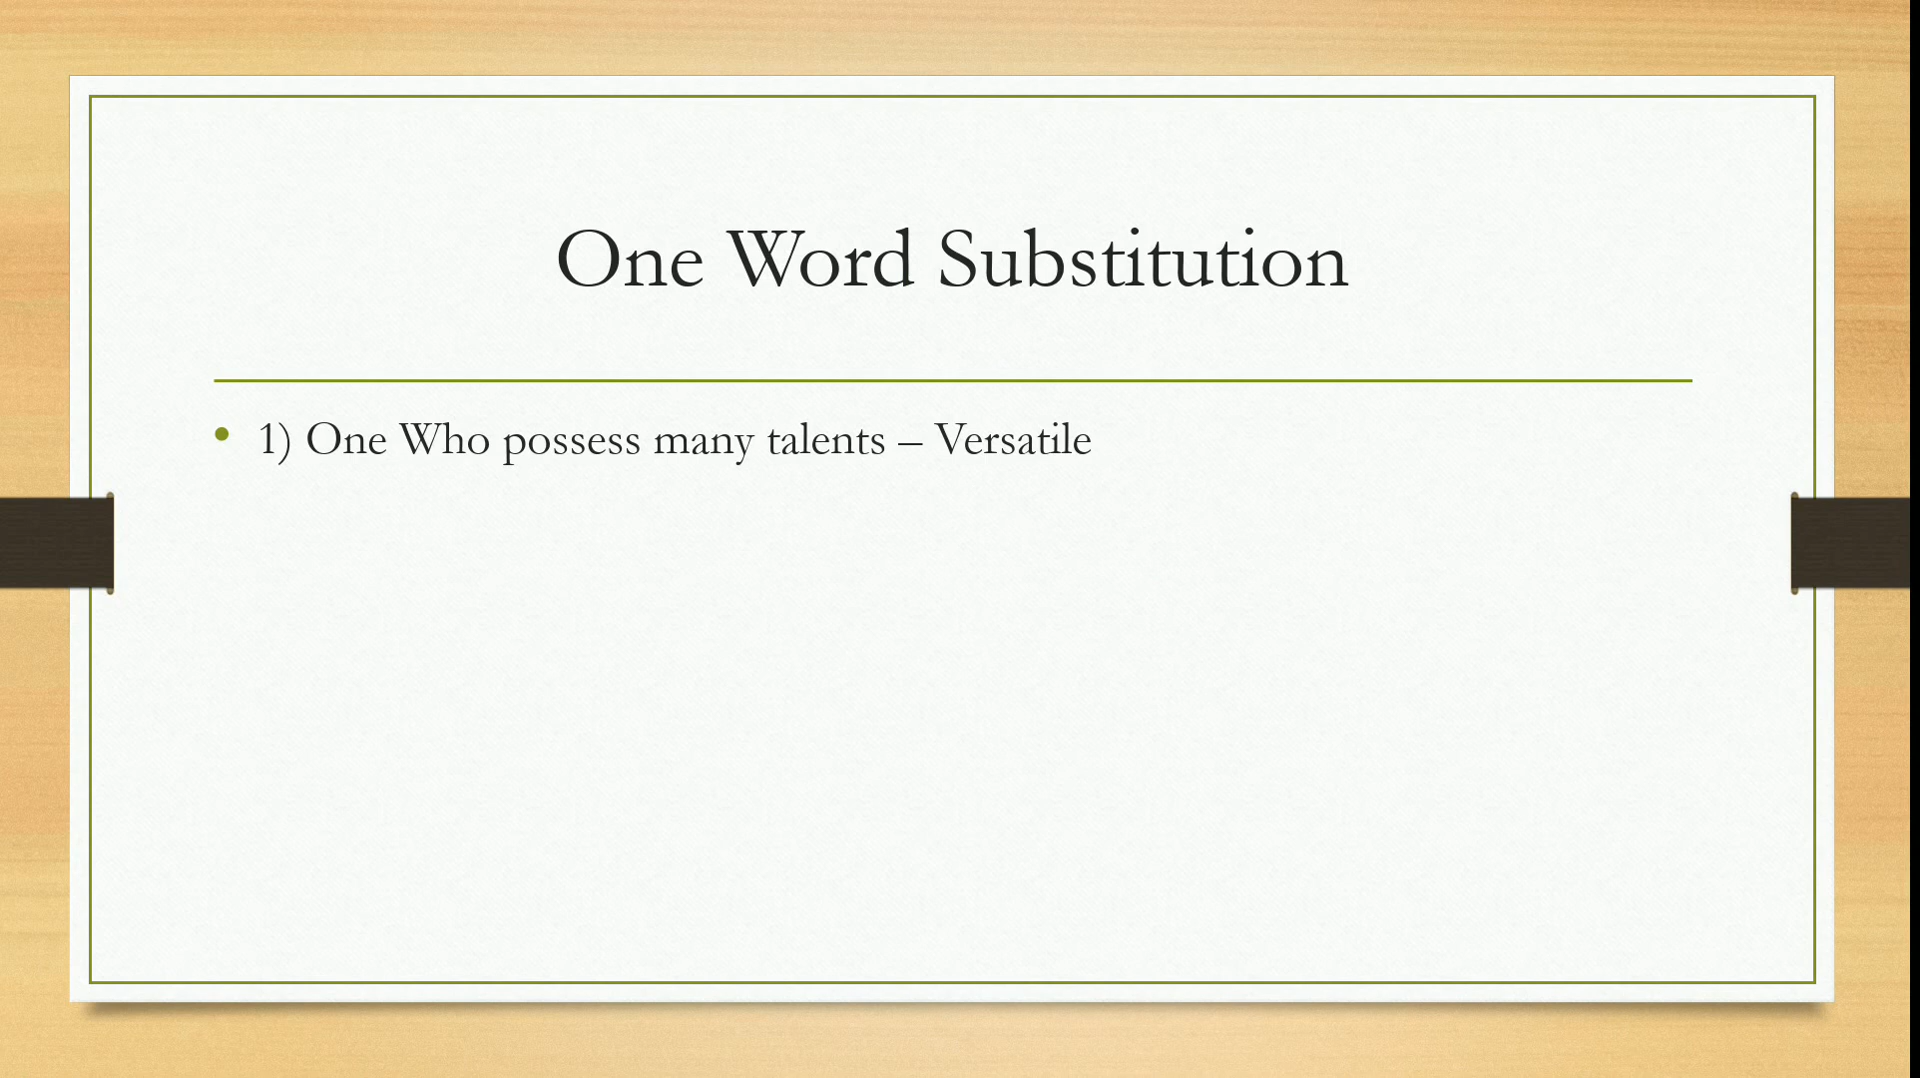 One Word Substitution
• 1) One Who possess many talents – Versatile